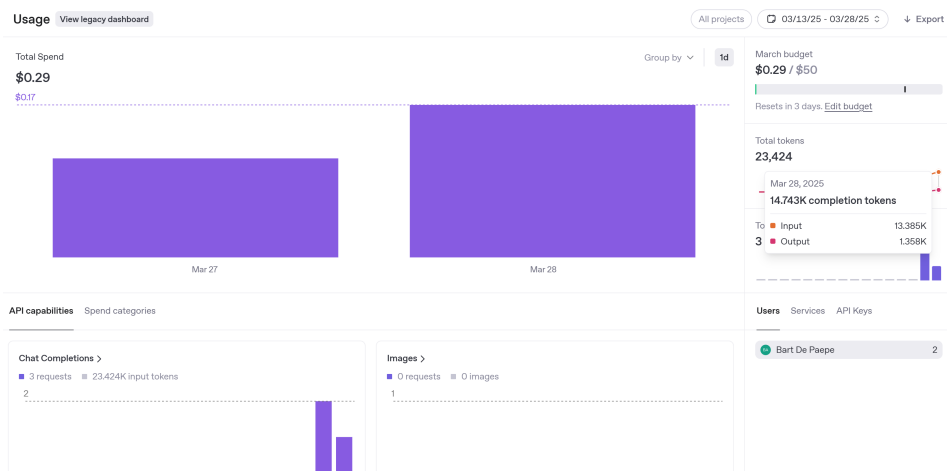 Usage View legacy dashboard
All projects 03/13/25 - 03/28/25 Export
Total Spend
Group by 1d
$0.29
$0.17
Mar 27 Mar 28
March budget
$0.29 / $50
Resets in 3 days. Edit budget
Total tokens
23,424
Mar 28, 2025
14.743K completion tokens
Input 13.385K
Output 1.358K
To
3
API capabilities Spend categories
Users Services API Keys
Chat Completions
3 requests 23.424K input tokens
2
Images
0 requests 0 images
1
Bart De Paepe 2